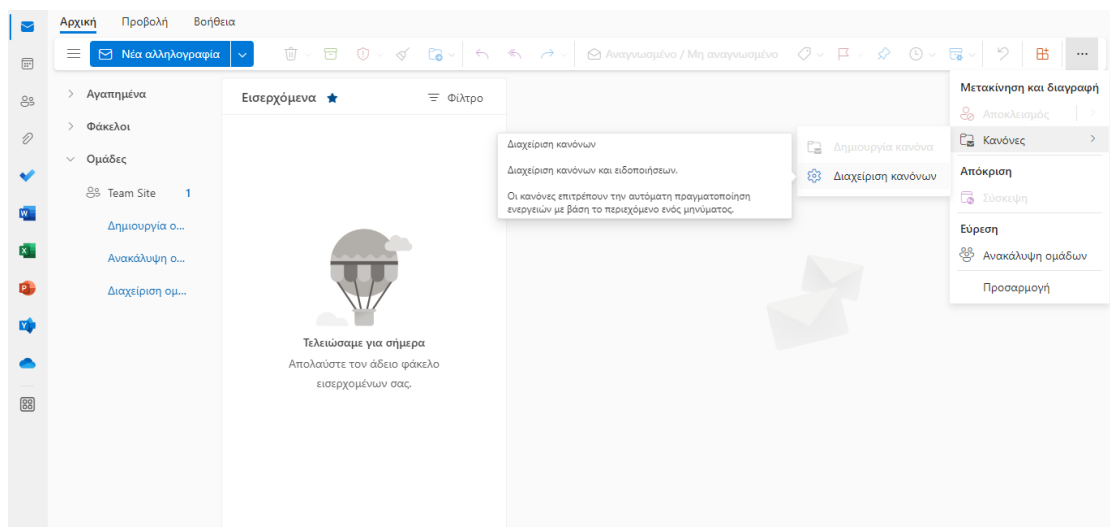 Αρχική Προβολή Βοήθεια
Νέα αλληλογραφία
Αναγνωσμένο / Μη αναγνωσμένο
Αγαπημένα
Φάκελοι
Ομάδες
Team Site 1
Δημιουργία ο...
Ανακάλυψη ο...
Διαχείριση ομ...
Εισερχόμενα
Φίλτρο
Τελειώσαμε για σήμερα
Απολαύστε τον άδειο φάκελο
εισερχομένων σας.
Διαχείριση κανόνων
Διαχείριση κανόνων και ειδοποιήσεων.
Οι κανόνες επιτρέπουν την αυτόματη πραγματοποίηση
ενεργειών με βάση το περιεχόμενο ενός μηνύματος.
Δημιουργία κανόνα
Διαχείριση κανόνων
Μετακίνηση και διαγραφή
Αποκλεισμός
Κανόνες
Απόκριση
Σύσκεψη
Εύρεση
Ανακάλυψη ομάδων
Προσαρμογή